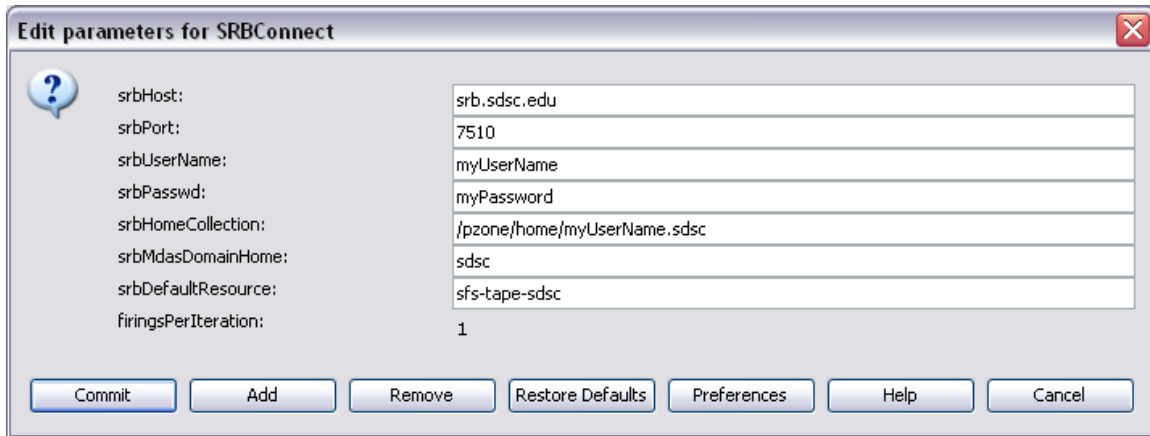 Edit parameters for SRBConnect
srbHost: srb.sdsc.edu
srbPort: 7510
srbUserName: myUserName
srbPasswd: myPassword
srbHomeCollection: /pzone/home/myUserName.sdsc
srbMdasDomainHome: sdsc
srbDefaultResource: sfs-tape-sdsc
firingsPerIteration: 1
Commit Add Remove Restore Defaults Preferences Help Cancel